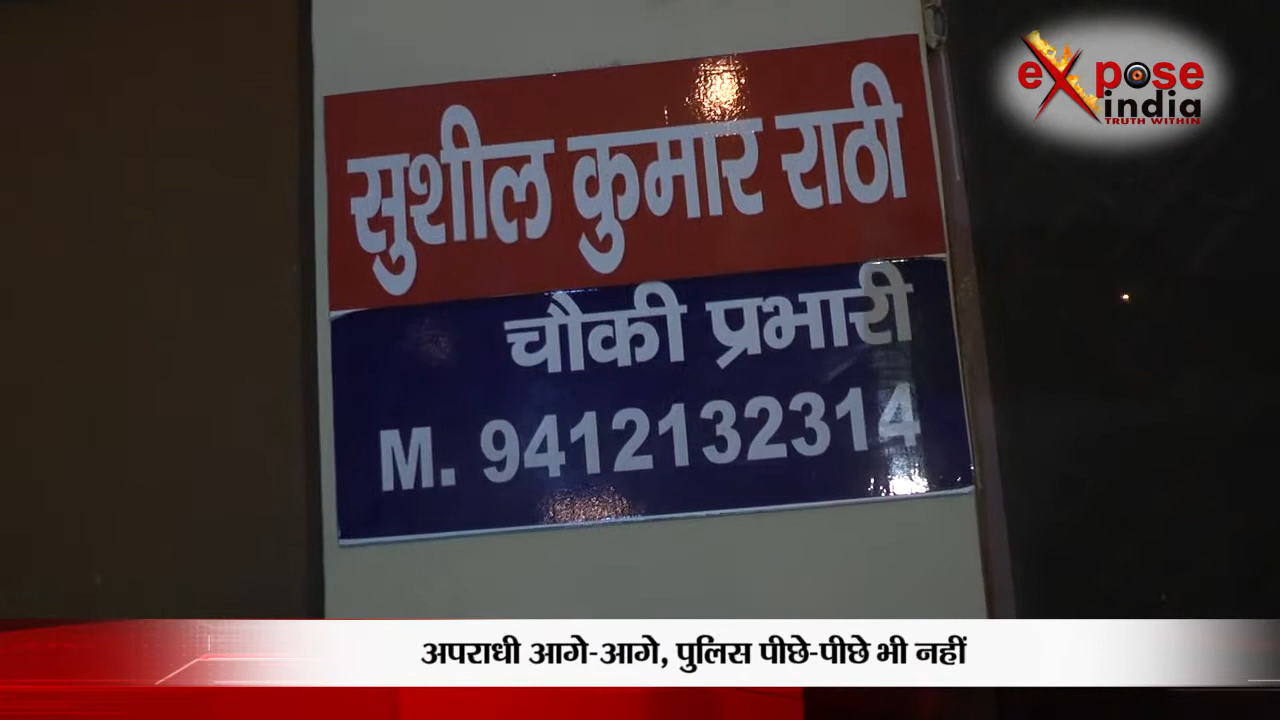 eXpose
india
TRUTH WITHIN
सुशील कुमार राठी
चौकी प्रभारी
M. 9412132314
अपराधी आगे-आगे, पुलिस पीछे-पीछे भी नहीं